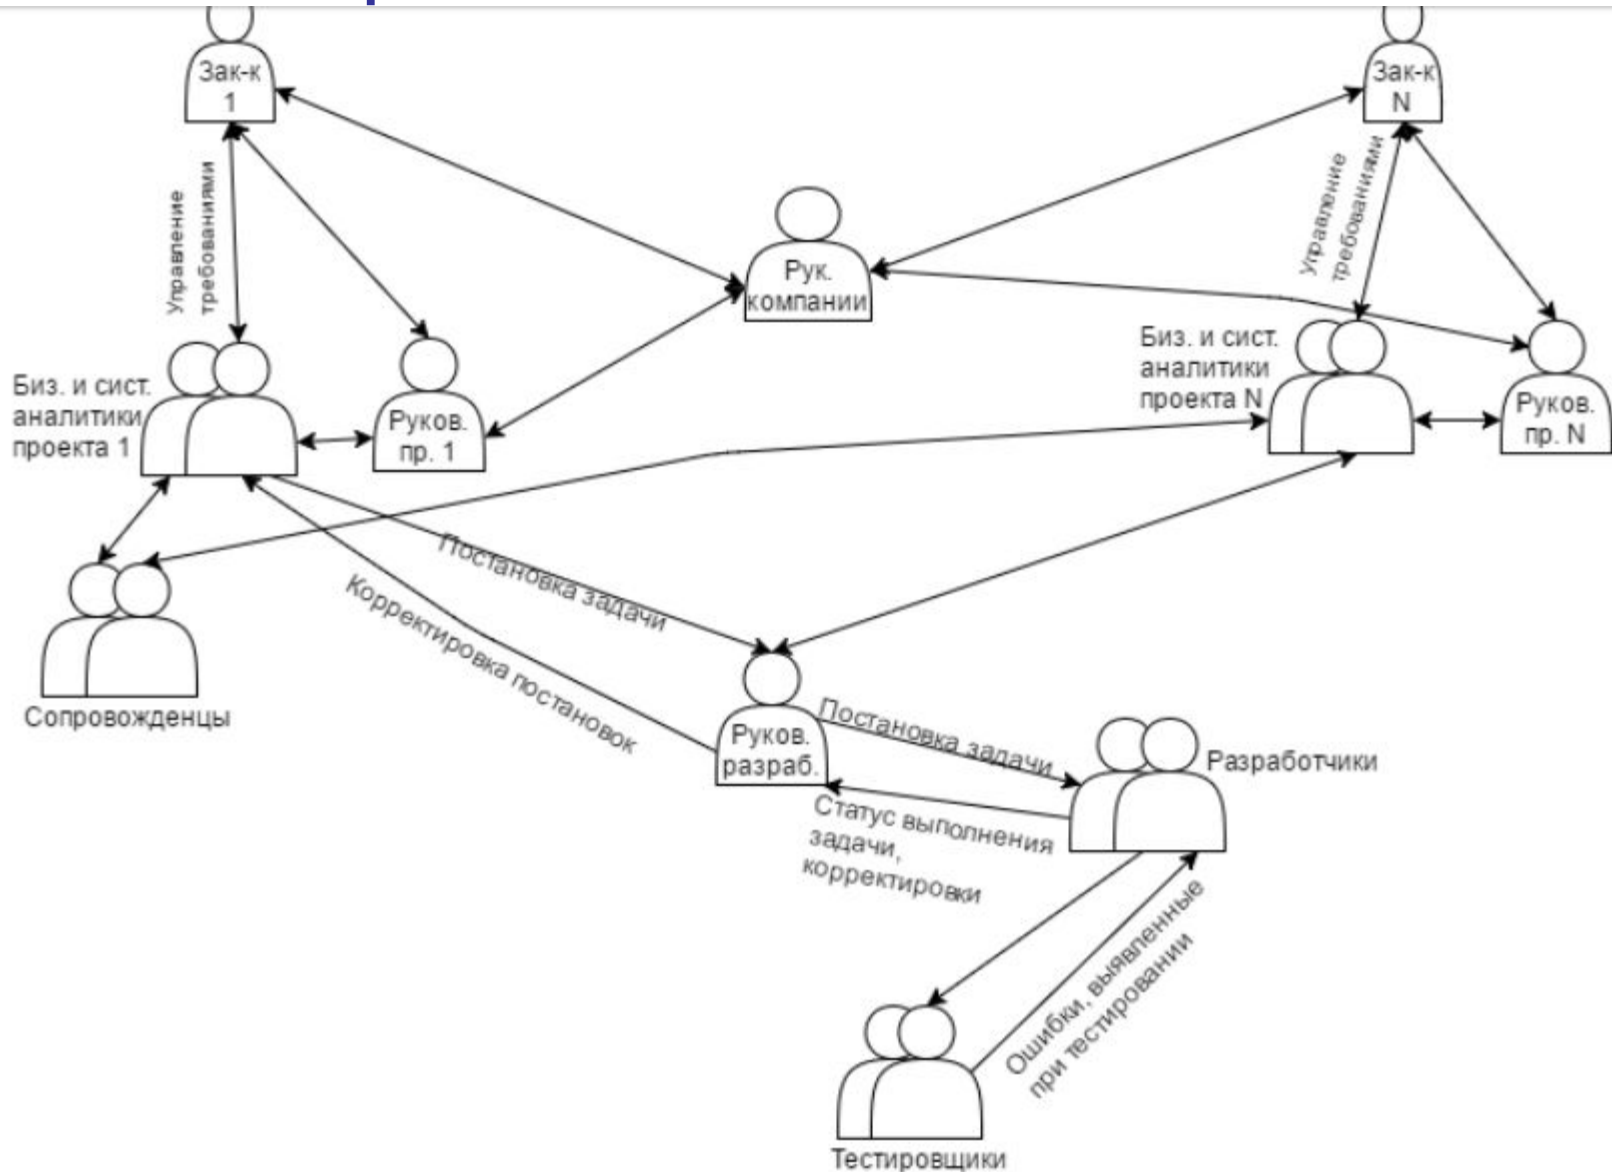 Зак-к
1
Зак-к
N
Управление
требованиями
Управление
требованиями
Рук.
компании
Биз. и сист.
аналитики
проекта 1
Руков.
пр. 1
Биз. и сист.
аналитики
проекта N
Руков.
пр. N
Постановка задачи
Корректировка постановок
Сопровожденцы
Руков.
разраб.
Постановка задачи
Разработчики
Статус выполнения
задачи,
корректировки
Ошибки, выявленные
при тестировании
Тестировщики